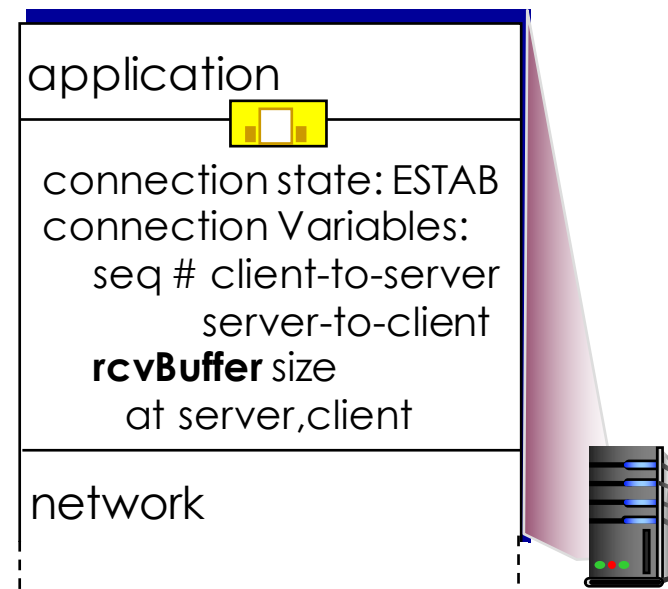 application
connection state: ESTAB
connection Variables:
seq # client-to-server
server-to-client
rcvBuffer size
at server,client
network